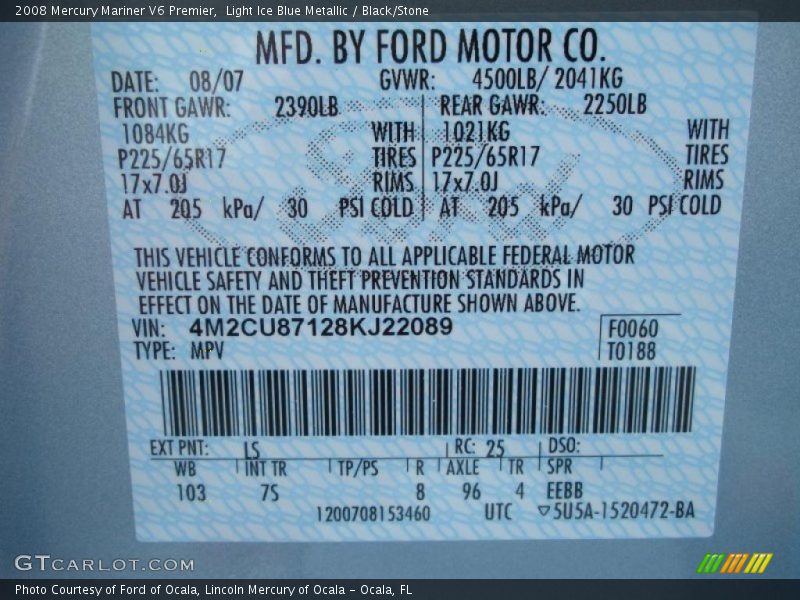 2008 Mercury Mariner V6 Premier, Light Ice Blue Metallic / Black/Stone
MFD. BY FORD MOTOR CO.
DATE: 08/07 GVWR: 4500LB/ 2041KG
FRONT GAWR: 2390LB REAR GAWR: 2250LB
1084KG WITH 1021KG WITH
P225/65R17 TIRES P225/65R17 TIRES
17x7.0J RIMS 17x7.0J RIMS
AT 205 kPa/ 30 PSI COLD AT 205 kPa/ 30 PSI COLD
THIS VEHICLE CONFORMS TO ALL APPLICABLE FEDERAL MOTOR
VEHICLE SAFETY AND THEFT PREVENTION STANDARDS IN
EFFECT ON THE DATE OF MANUFACTURE SHOWN ABOVE.
VIN: 4M2CU87128KJ22089 F0060
TYPE: MPV T0188
EXT PNT: LS RC: 25 DSO:
WB INT TR TP/PS R AXLE TR SPR
103 7S 8 96 4 EEBB
1200708153460 UTC ▽5U5A-1520472-BA
GTCARLOT.COM
Photo Courtesy of Ford of Ocala, Lincoln Mercury of Ocala – Ocala, FL